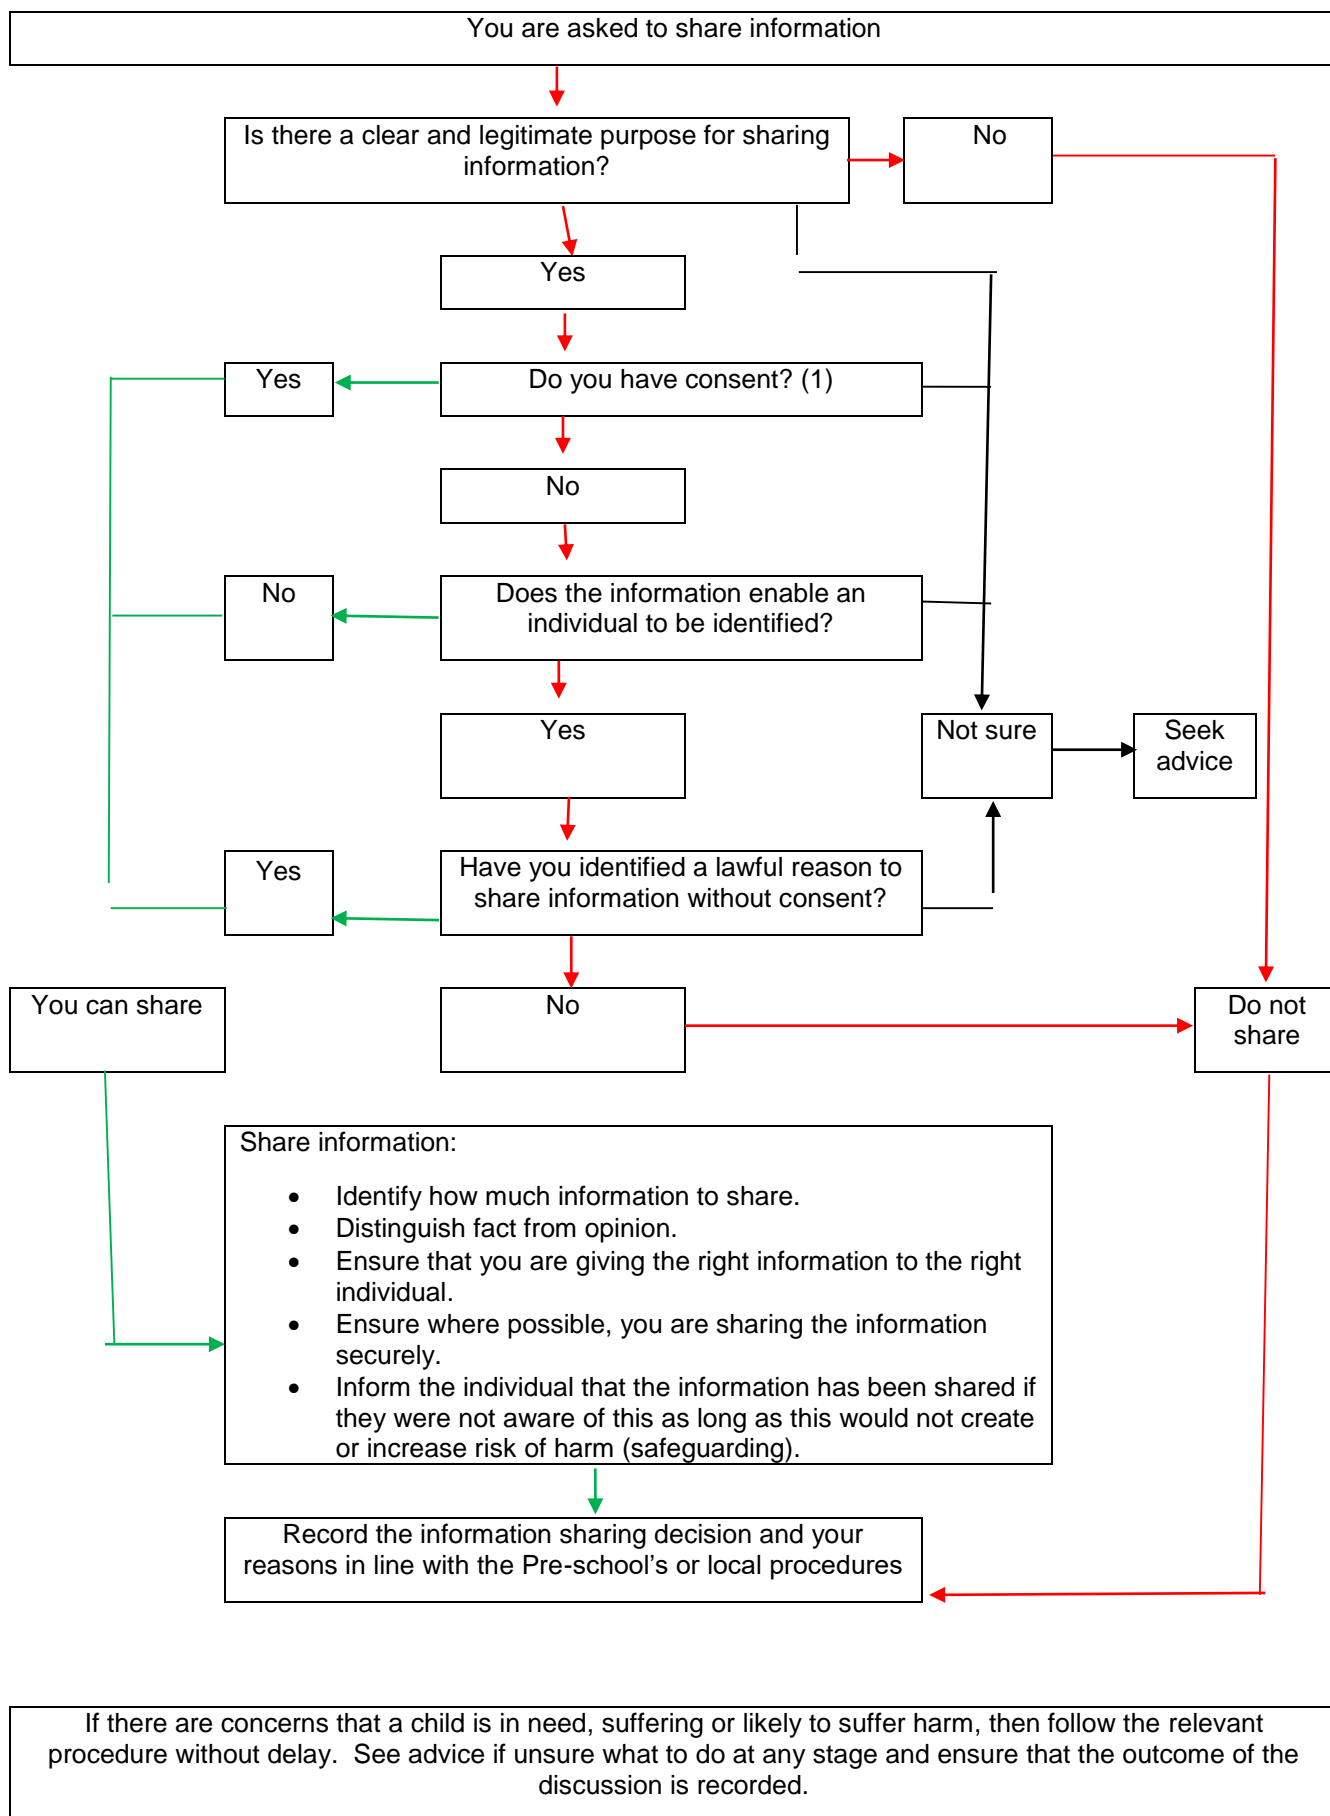 You are asked to share information
Is there a clear and legitimate purpose for sharing
information?
No
Yes
Yes
Do you have consent? (1)
No
No
Does the information enable an
individual to be identified?
Yes
Not sure
Seek
advice
Yes
Have you identified a lawful reason to
share information without consent?
You can share
No
Do not
share
Share information:
• Identify how much information to share.
• Distinguish fact from opinion.
• Ensure that you are giving the right information to the right
individual.
• Ensure where possible, you are sharing the information
securely.
• Inform the individual that the information has been shared if
they were not aware of this as long as this would not create
or increase risk of harm (safeguarding).
Record the information sharing decision and your
reasons in line with the Pre-school’s or local procedures
If there are concerns that a child is in need, suffering or likely to suffer harm, then follow the relevant
procedure without delay.  See advice if unsure what to do at any stage and ensure that the outcome of the
discussion is recorded.